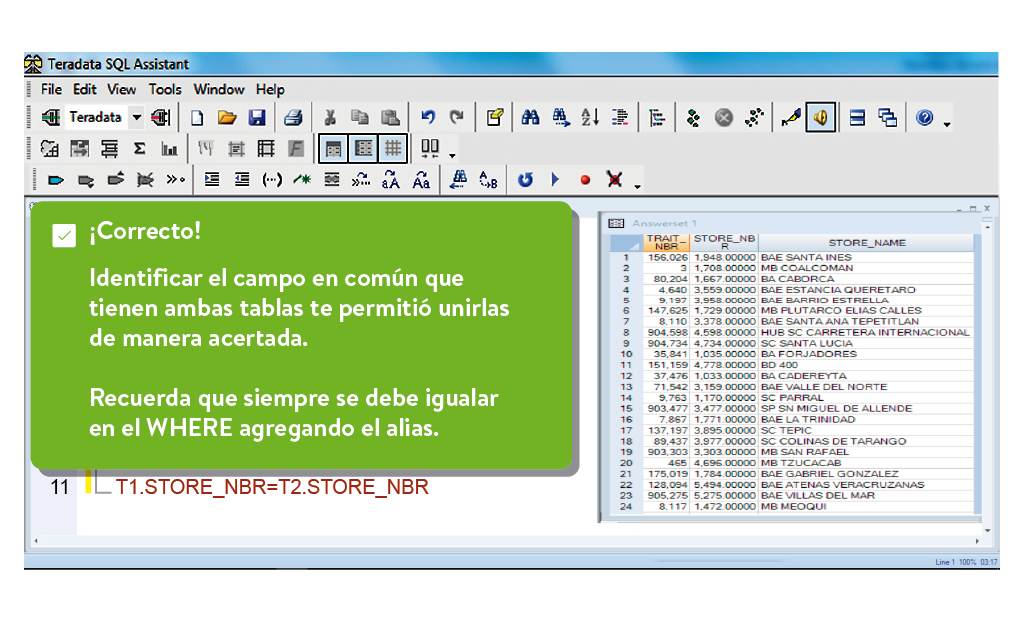 Teradata SQL Assistant
File Edit View Tools Window Help
Teradata
¡Correcto!
Identificar el campo en común que
tienen ambas tablas te permitió unirlas
de manera acertada.
Recuerda que siempre se debe igualar
en el WHERE agregando el alias.
11 T1.STORE_NBR=T2.STORE_NBR
Answerset 1
TRAIT_NBR STORE_NBR STORE_NAME
1 156,026 1,948.00000 BAE SANTA INES
2 3 1,708.00000 MB COALCOMAN
3 80,204 1,667.00000 BA CABORCA
4 4,640 3,559.00000 BAE ESTANCIA QUERETARO
5 9,197 3,958.00000 BAE BARRIO ESTRELLA
6 147,625 1,729.00000 MB PLUTARCO ELIAS CALLES
7 8,110 3,378.00000 BAE SANTA ANA TEPETITLAN
8 904,598 4,598.00000 HUB SC CARRETERA INTERNACIONAL
9 904,734 4,734.00000 SC SANTA LUCIA
10 35,841 1,035.00000 BA FORJADORES
11 151,159 4,778.00000 BD 400
12 37,476 1,033.00000 BA CADEREYTA
13 71,542 3,159.00000 BAE VALLE DEL NORTE
14 9,763 1,170.00000 SC PARRAL
15 903,477 3,477.00000 SP SN MIGUEL DE ALLENDE
16 7,867 1,771.00000 BAE LA TRINIDAD
17 137,197 3,895.00000 SC TEPIC
18 89,437 3,977.00000 SC COLINAS DE TARANGO
19 903,303 3,303.00000 MB SAN RAFAEL
20 465 4,696.00000 MB TZUCACAB
21 175,019 1,784.00000 BAE GABRIEL GONZALEZ
22 128,094 5,494.00000 BAE ATENAS VERACRUZANAS
23 905,275 5,275.00000 BAE VILLAS DEL MAR
24 8,117 1,472.00000 MB MEOQUI
Line 1 100% 03:17